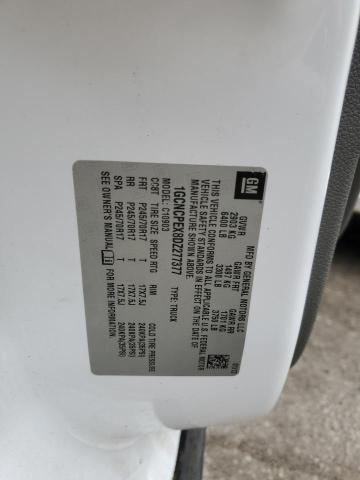 GM
MFD BY GENERAL MOTORS LLC
GVWR GAWR FRT GAWR RR
2903 KG 1497 KG 1701 KG
6400 LB 3300 LB 3751 LB
THIS VEHICLE CONFORMS TO ALL APPLICABLE U.S. FEDERAL MOTOR
VEHICLE SAFETY STANDARDS IN EFFECT ON THE DATE OF
MANUFACTURE SHOWN ABOVE.
1GCNCPEX8DZ277377 TYPE: TRUCK
MODEL: C10903
CC8T TIRE SIZE SPEED RTG RIM COLD TIRE PRESSURE
FRT P245/70R17 T 17X7.5J 240KPA(35PSI)
RR P245/70R17 T 17X7.5J 240KPA(35PSI)
SPA P245/70R17 T 17X7.5J 240KPA(35PSI)
SEE OWNER'S MANUAL FOR MORE INFORMATION.